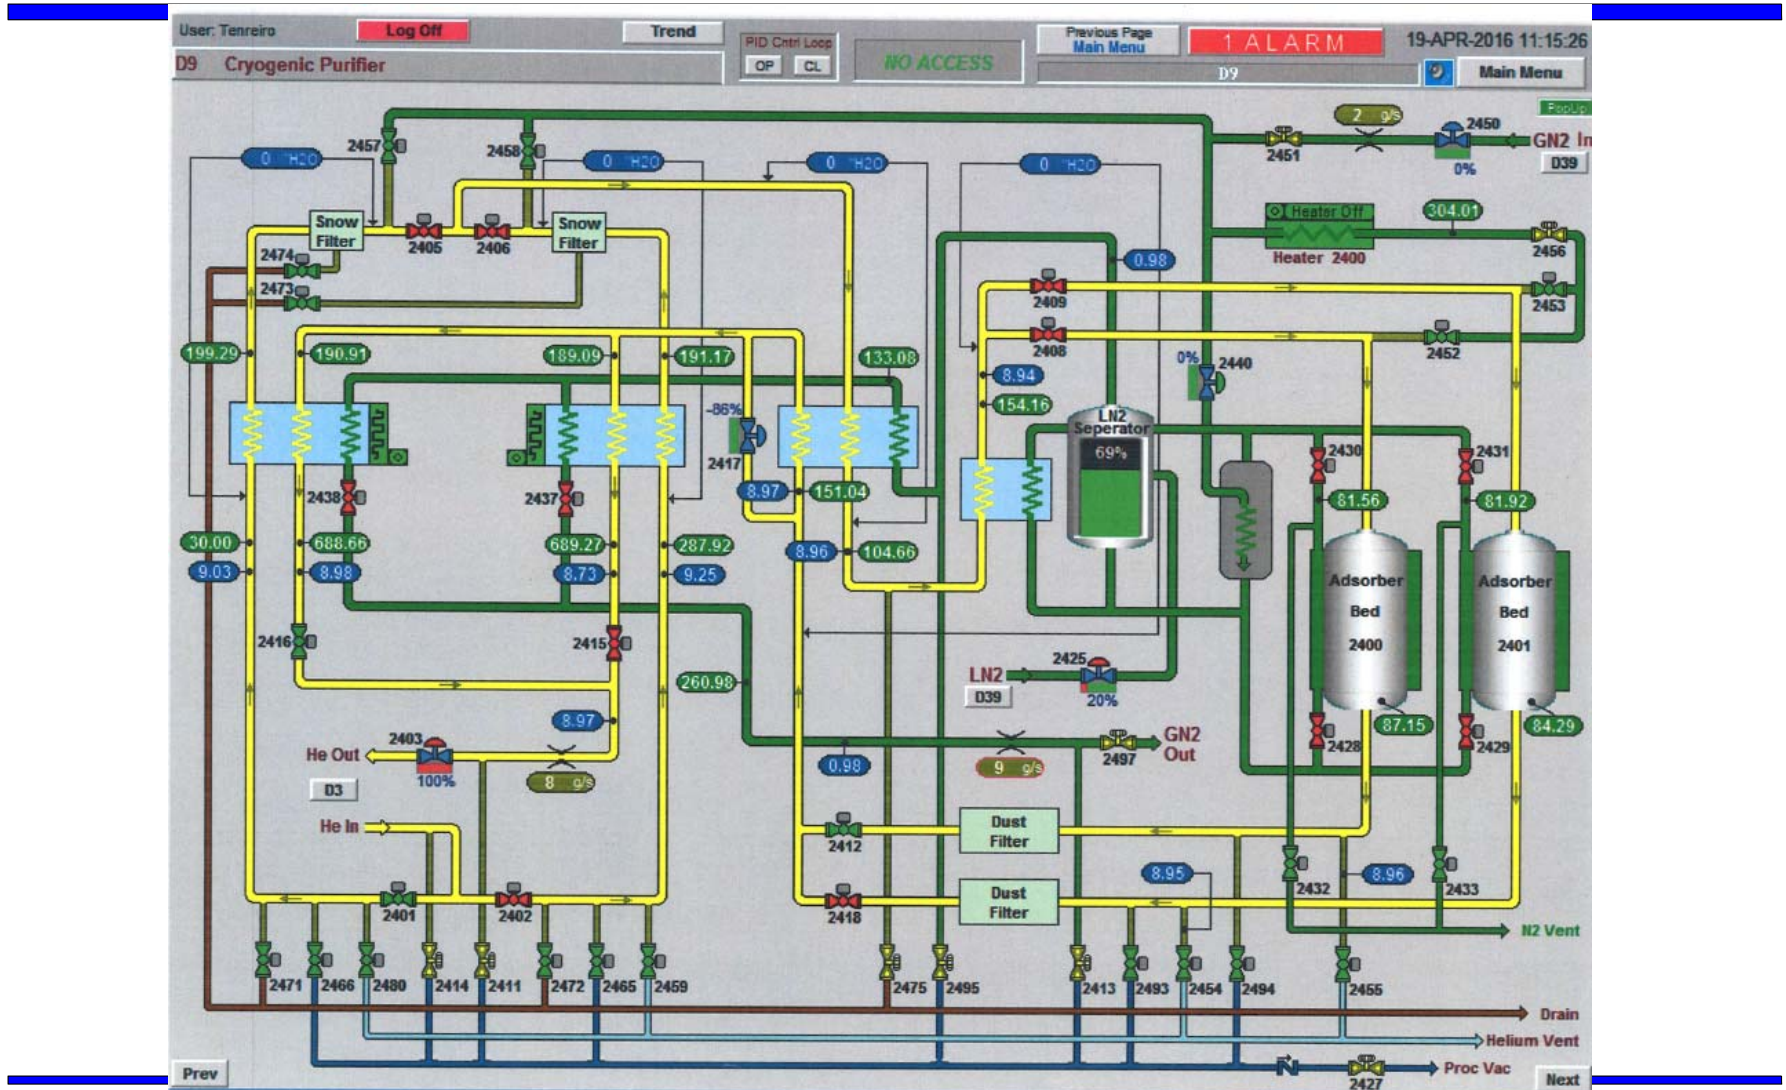 User: Tenreiro
Log Off
Trend
PID Cntrl Loop
OP CL
NO ACCESS
Previous Page
Main Menu
1 ALARM
19-APR-2016 11:15:26
D9 Cryogenic Purifier
D9
Main Menu
PopUp
2 g/s
2450
GN2 In
2451
0%
D39
2457
2458
0 "H2O
0 "H2O
0 "H2O
0 "H2O
Heater Off
304.01
2456
Heater 2400
Snow
Filter
2405
2406
Snow
Filter
2474
2473
0.98
2409
2453
2408
2452
199.29
190.91
189.09
191.17
133.08
0%
2440
8.94
154.16
-86%
2417
LN2
Seperator
69%
2430
2431
2438
2437
8.97
151.04
81.56
81.92
30.00
688.66
689.27
287.92
8.96
104.66
9.03
8.98
8.73
9.25
Adsorber
Bed
2400
Adsorber
Bed
2401
2416
2415
2425
LN2
D39
20%
260.98
8.97
87.15
84.29
2403
He Out
100%
8 g/s
0.98
9 g/s
2497
GN2
Out
2428
2429
D3
He In
2412
Dust
Filter
2401
2402
2418
Dust
Filter
8.95
8.96
2432
2433
N2 Vent
2471
2466
2480
2414
2411
2472
2465
2459
2475
2495
2413
2493
2454
2494
2455
Drain
Helium Vent
Proc Vac
2427
Prev
Next